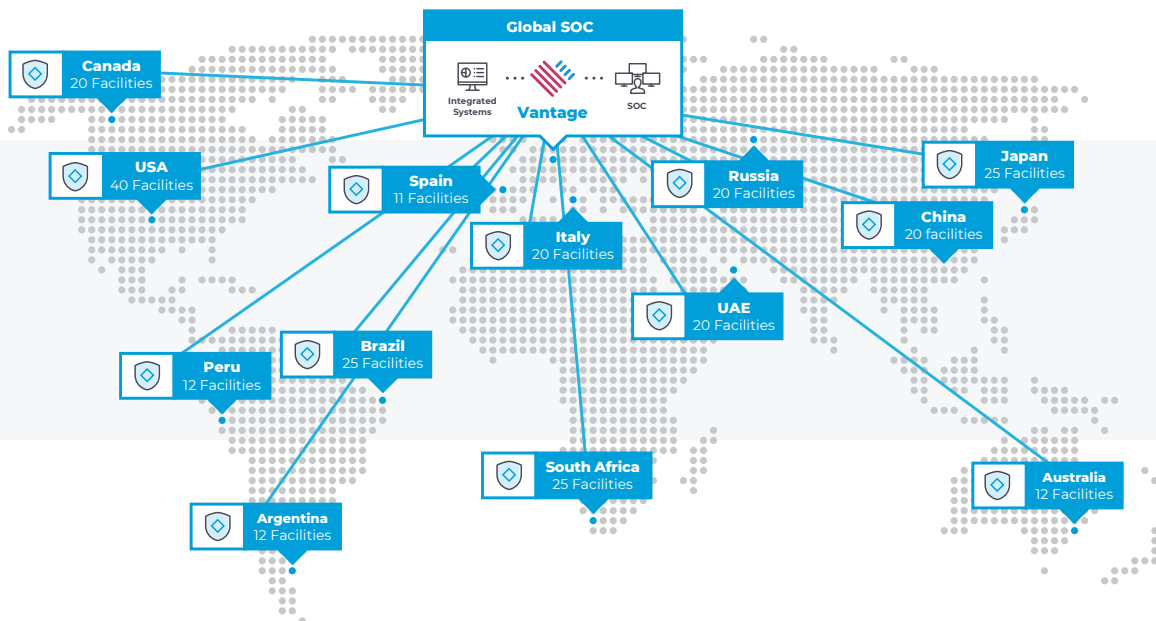 Global SOC
Integrated
Systems
Vantage
SOC
Canada
20 Facilities
USA
40 Facilities
Spain
11 Facilities
Russia
20 Facilities
Japan
25 Facilities
China
20 facilities
Italy
20 Facilities
UAE
20 Facilities
Brazil
25 Facilities
Peru
12 Facilities
South Africa
25 Facilities
Australia
12 Facilities
Argentina
12 Facilities